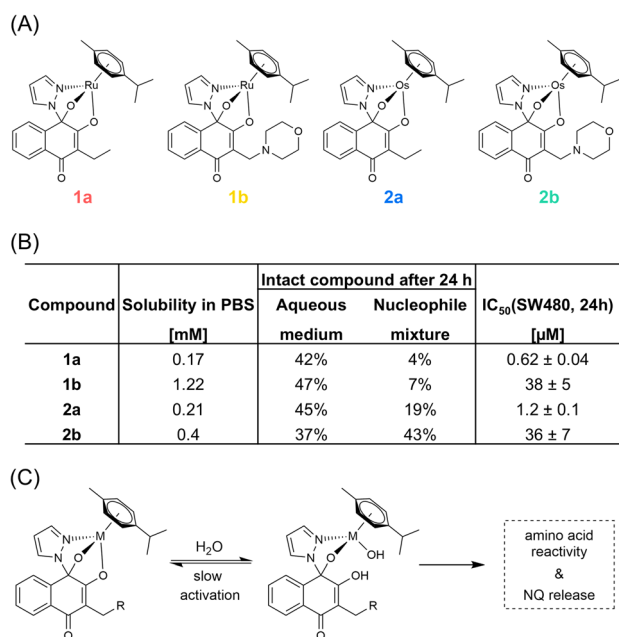 (A)
N N Ru O O O
1a
N N Ru O O O N O
1b
N N Os O O O
2a
N N Os O O O N O
2b
(B)
Compound Solubility in PBS [mM] Intact compound after 24 h IC50(SW480, 24h) [µM]
Aqueous medium Nucleophile mixture
1a 0.17 42% 4% 0.62 ± 0.04
1b 1.22 47% 7% 38 ± 5
2a 0.21 45% 19% 1.2 ± 0.1
2b 0.4 37% 43% 36 ± 7
(C)
N N M O O O R
H2O
slow
activation
N N M OH O OH O R
amino acid
reactivity
&
NQ release